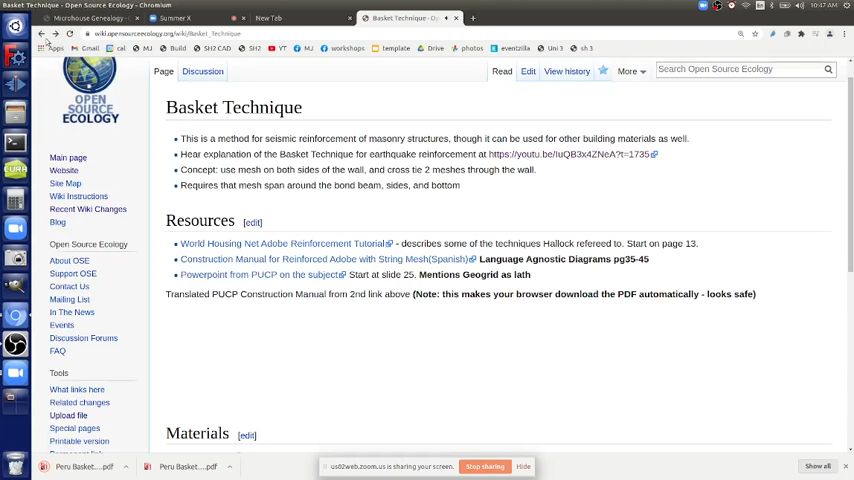 Basket Technique - Open Source Ecology - Chromium
10:47 AM
Microhouse Genealogy -
Summer X
New Tab
Basket Technique - O
wiki.opensourceecology.org/wiki/Basket_Technique
Apps Gmail cal MJ Build SH2 CAD SH2 YT MJ workshops template Drive photos eventzilla Uni 3 sh 3
OPEN
SOURCE
ECOLOGY
Page Discussion Read Edit View history More Search Open Source Ecology
Basket Technique
This is a method for seismic reinforcement of masonry structures, though it can be used for other building materials as well.
Hear explanation of the Basket Technique for earthquake reinforcement at https://youtu.be/IuQB3x4ZNeA?t=1735
Concept: use mesh on both sides of the wall, and cross tie 2 meshes through the wall.
Requires that mesh span around the bond beam, sides, and bottom
Main page
Website
Site Map
Wiki Instructions
Recent Wiki Changes
Blog
Open Source Ecology
About OSE
Support OSE
Contact Us
Mailing List
In The News
Events
Discussion Forums
FAQ
Tools
What links here
Related changes
Upload file
Special pages
Printable version
Resources [edit]
World Housing Net Adobe Reinforcement Tutorial - describes some of the techniques Hallock refereed to. Start on page 13.
Construction Manual for Reinforced Adobe with String Mesh(Spanish) Language Agnostic Diagrams pg35-45
Powerpoint from PUCP on the subject Start at slide 25. Mentions Geogrid as lath
Translated PUCP Construction Manual from 2nd link above (Note: this makes your browser download the PDF automatically - looks safe)
Materials [edit]
Peru Basket....pdf
Peru Basket....pdf
us02web.zoom.us is sharing your screen.
Stop sharing
Hide
Show all
CURA